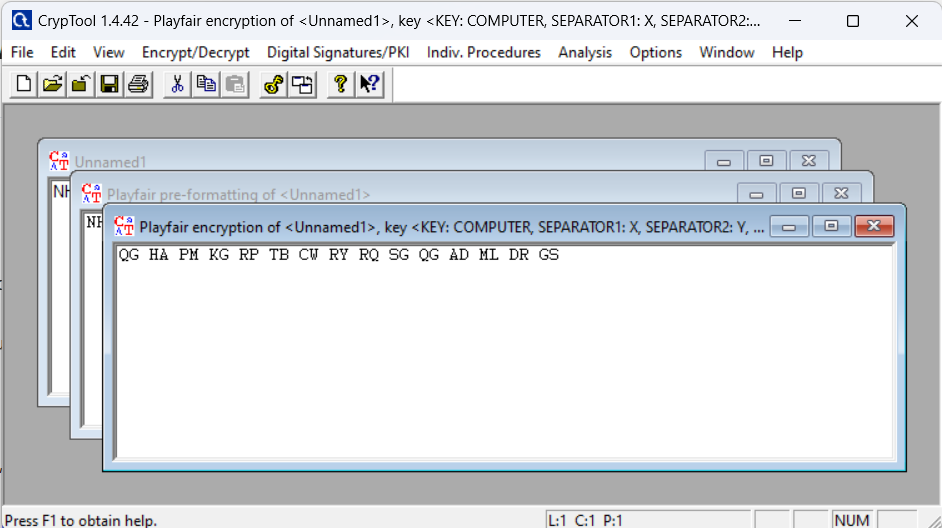 CrypTool 1.4.42 - Playfair encryption of <Unnamed1>, key <KEY: COMPUTER, SEPARATOR1: X, SEPARATOR2:...
File Edit View Encrypt/Decrypt Digital Signatures/PKI Indiv. Procedures Analysis Options Window Help
Unnamed1
NH
Playfair pre-formatting of <Unnamed1>
NH
Playfair encryption of <Unnamed1>, key <KEY: COMPUTER, SEPARATOR1: X, SEPARATOR2: Y, ...
QG HA PM KG RP TB CW RY RQ SG QG AD ML DR GS
Press F1 to obtain help.
L:1 C:1 P:1
NUM